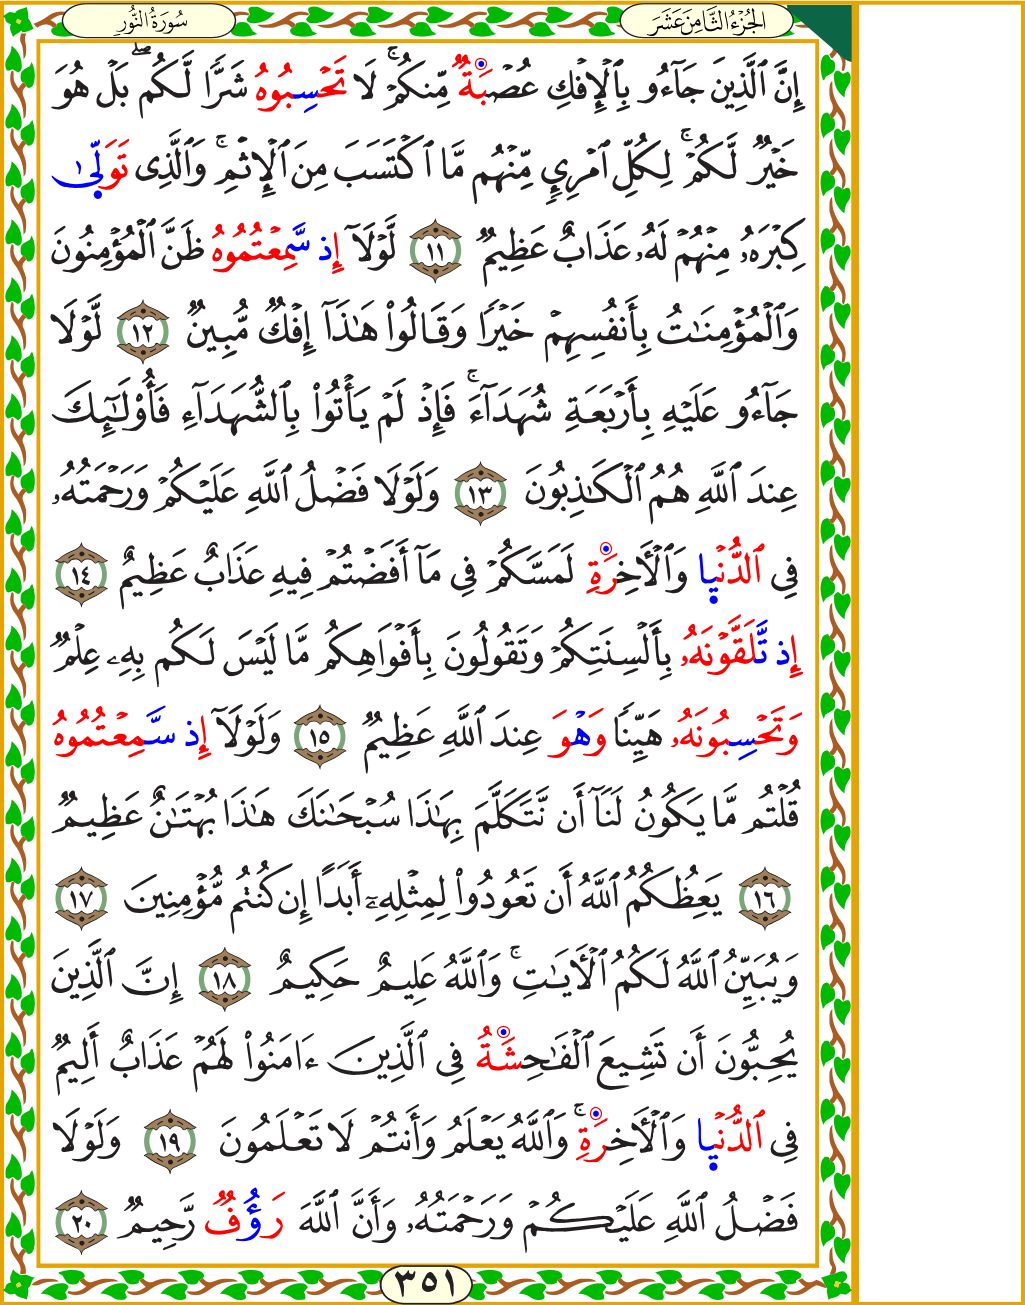 الجُزْءُ الثَّامِنَ عَشَرَ
سُورَةُ النُّورِ
إِنَّ ٱلَّذِينَ جَآءُو بِٱلْإِفْكِ عُصْبَةٌ مِّنكُمْ ۚ لَا تَحْسِبُوهُ شَرًّا لَّكُم ۖ بَلْ هُوَ
خَيْرٌ لَّكُمْ ۚ لِكُلِّ ٱمْرِئٍ مِّنْهُم مَّا ٱكْتَسَبَ مِنَ ٱلْإِثْمِ ۚ وَٱلَّذِى تَوَلَّىٰ
كِبْرَهُۥ مِنْهُمْ لَهُۥ عَذَابٌ عَظِيمٌ ١١ لَّوْلَآ إِذ سَّمِعْتُمُوهُ ظَنَّ ٱلْمُؤْمِنُونَ
وَٱلْمُؤْمِنَـٰتُ بِأَنفُسِهِمْ خَيْرًا وَقَالُوا۟ هَـٰذَآ إِفْكٌ مُّبِينٌ ١٢ لَّوْلَا
جَآءُو عَلَيْهِ بِأَرْبَعَةِ شُهَدَآءَ ۚ فَإِذْ لَمْ يَأْتُوا۟ بِٱلشُّهَدَآءِ فَأُو۟لَـٰٓئِكَ
عِندَ ٱللَّهِ هُمُ ٱلْكَـٰذِبُونَ ١٣ وَلَوْلَا فَضْلُ ٱللَّهِ عَلَيْكُمْ وَرَحْمَتُهُۥ
فِى ٱلدُّنْيَا وَٱلْـَٔاخِرَةِ لَمَسَّكُمْ فِى مَآ أَفَضْتُمْ فِيهِ عَذَابٌ عَظِيمٌ ١٤
إِذ تَّلَقَّوْنَهُۥ بِأَلْسِنَتِكُمْ وَتَقُولُونَ بِأَفْوَاهِكُم مَّا لَيْسَ لَكُم بِهِۦ عِلْمٌ
وَتَحْسِبُونَهُۥ هَيِّنًا وَهْوَ عِندَ ٱللَّهِ عَظِيمٌ ١٥ وَلَوْلَآ إِذ سَّمِعْتُمُوهُ
قُلْتُم مَّا يَكُونُ لَنَآ أَن نَّتَكَلَّمَ بِهَـٰذَا سُبْحَـٰنَكَ هَـٰذَا بُهْتَـٰنٌ عَظِيمٌ
١٦ يَعِظُكُمُ ٱللَّهُ أَن تَعُودُوا۟ لِمِثْلِهِۦٓ أَبَدًا إِن كُنتُم مُّؤْمِنِينَ ١٧
وَيُبَيِّنُ ٱللَّهُ لَكُمُ ٱلْـَٔايَـٰتِ ۚ وَٱللَّهُ عَلِيمٌ حَكِيمٌ ١٨ إِنَّ ٱلَّذِينَ
يُحِبُّونَ أَن تَشِيعَ ٱلْفَـٰحِشَةُ فِى ٱلَّذِينَ ءَامَنُوا۟ لَهُمْ عَذَابٌ أَلِيمٌ
فِى ٱلدُّنْيَا وَٱلْـَٔاخِرَةِ ۚ وَٱللَّهُ يَعْلَمُ وَأَنتُمْ لَا تَعْلَمُونَ ١٩ وَلَوْلَا
فَضْلُ ٱللَّهِ عَلَيْكُمْ وَرَحْمَتُهُۥ وَأَنَّ ٱللَّهَ رَؤُفٌ رَّحِيمٌ ٢٠
٣٥١